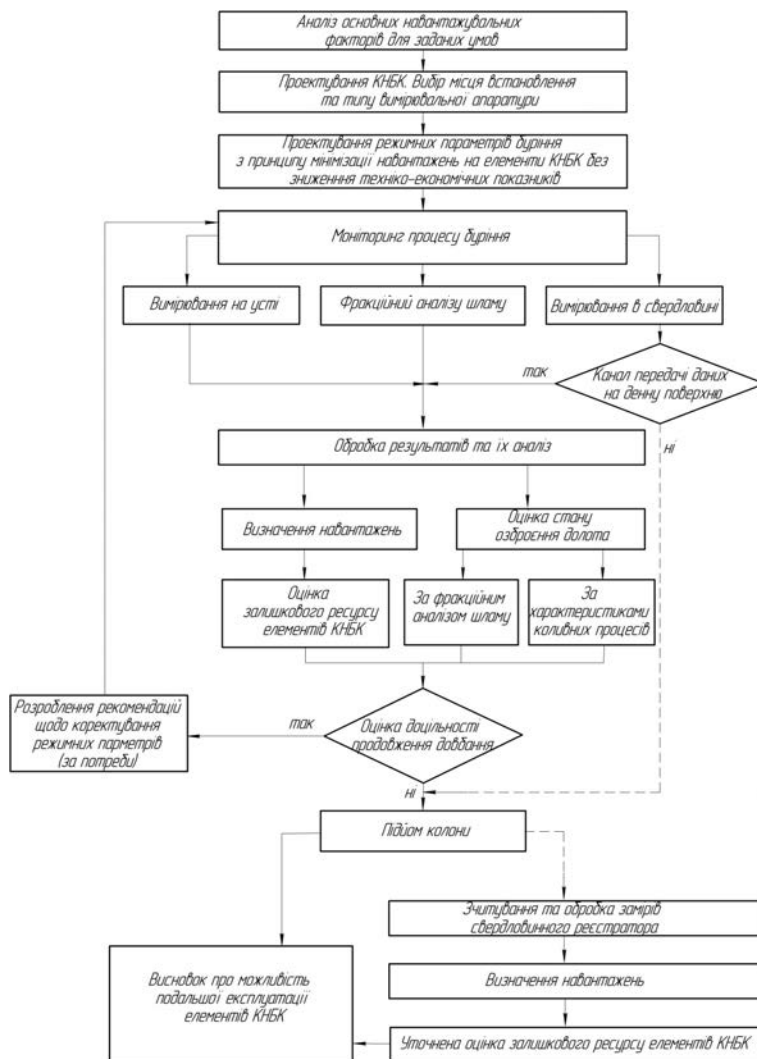 Аналіз основних навантажувальних
факторів для заданих умов
Проектування КНБК. Вибір місця встановлення
та типу вимірювальної апаратури
Проектування режимних параметрів буріння
з принципу мінімізації навантажень на елементи КНБК без
зниженння техніко-економічних показників
Моніторинг процесу буріння
Вимірювання на усті
Фракційний аналізу шламу
Вимірювання в свердловині
так
Канал передачі даних
на денну поверхню
ні
Обробка результатів та їх аналіз
Визначення навантажень
Оцінка стану
озброєння долота
Оцінка
залишкового ресурсу
елементів КНБК
За фракційним
аналізом шламу
За
характеристиками
коливних процесів
Розроблення рекомендацій
щодо коректування
режимних парметрів
(за потреби)
так
Оцінка доцільності
продовження довбання
ні
Підйом колони
Зчитування та обробка замірів
свердловинного реєстратора
Висновок про можливість
подальшої експлуатації
елементів КНБК
Визначення навантажень
Уточнена оцінка залишкового ресурсу елементів КНБК